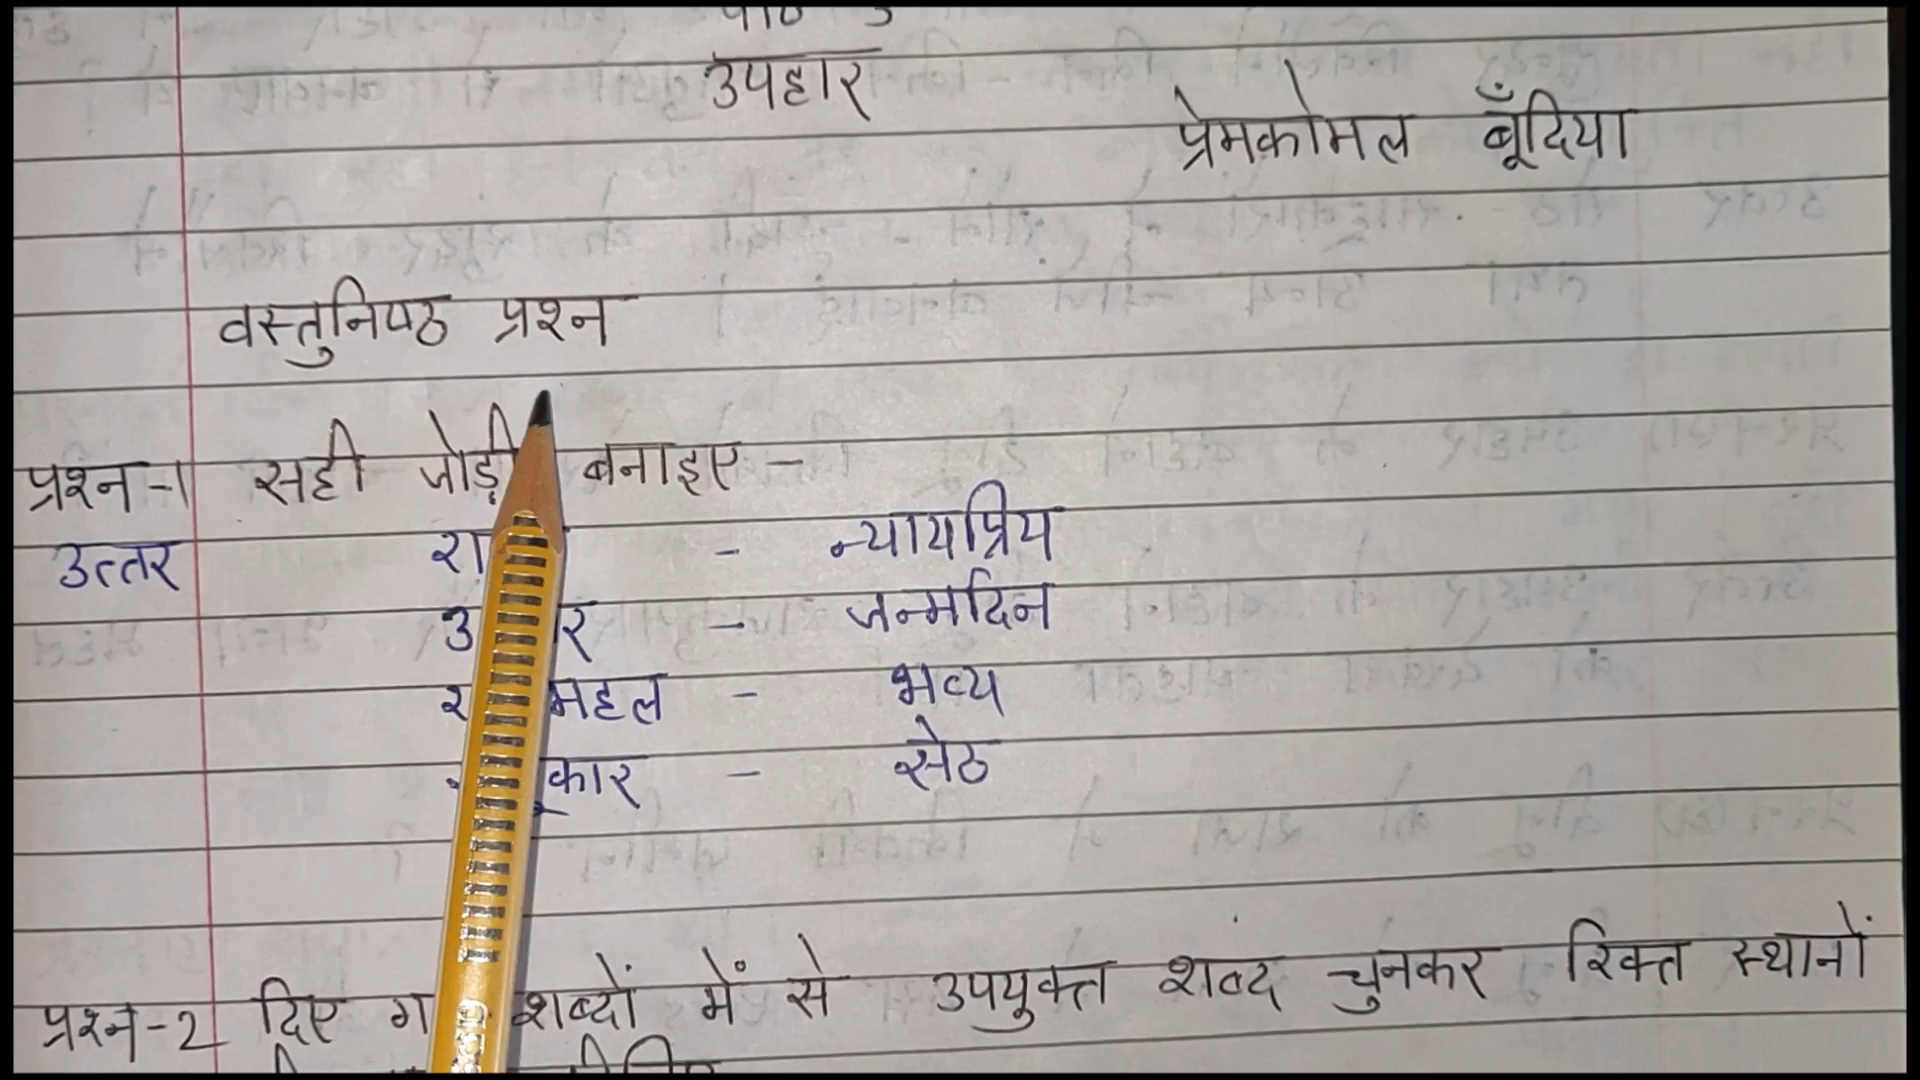 उपहार
प्रेमकोमल बूँदिया
वस्तुनिष्ठ प्रश्न
प्रश्न-1 सही जोड़ी बनाइए -
उत्तर - न्यायप्रिय
- जन्मदिन
- भव्य
- सेठ
प्रश्न-2 दिए शब्दों में से उपयुक्त शब्द चुनकर रिक्त स्थानों